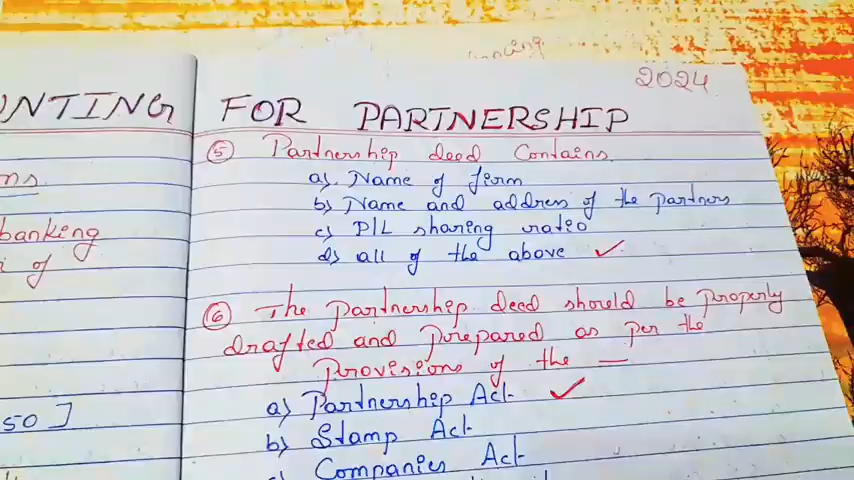 2024
UNTING FOR PARTNERSHIP
ns.
banking
i of
50]
⑤ Partnership deed Contains
a). Name of firm
b) Name and address of the partners
c) P/L sharing ratio
d) all of the above ✓
⑥ The partnership deed should be properly
drafted and prepared as per the
provisions of the —
a) Partnership Act ✓
b) Stamp Act
c) Companies Act